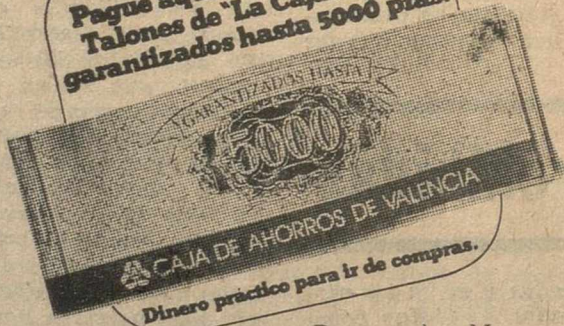 Pague
Talones de "La
garantizados hasta 5000
GARANTIZADOS HASTA
5000
CAJA DE AHORROS DE VALENCIA
Dinero práctico para ir de compras.